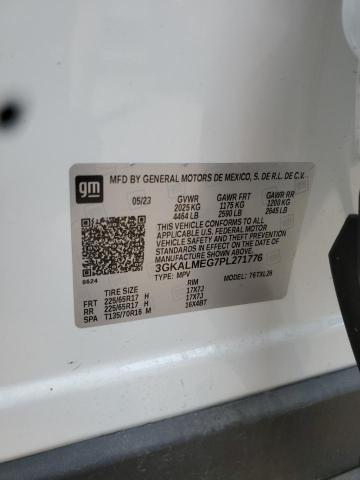 gm
MFD BY GENERAL MOTORS DE MEXICO, S. DE R.L. DE C.V.
05/23 GVWR GAWR FRT GAWR RR
2025 KG 1175 KG 1200 KG
4464 LB 2590 LB 2645 LB
THIS VEHICLE CONFORMS TO ALL APPLICABLE
U.S. FEDERAL MOTOR VEHICLE SAFETY, BUMPER, AND
THEFT PREVENTION STANDARDS IN EFFECT ON THE DATE OF
MANUFACTURE SHOWN ABOVE.
3GKALMEG7PL271776
TYPE: MPV MODEL: 76TXL26
8624
TIRE SIZE RIM
FRT 225/65R17 H 17X7J
RR 225/65R17 H 17X7J
SPA T135/70R16 M 16X4BT